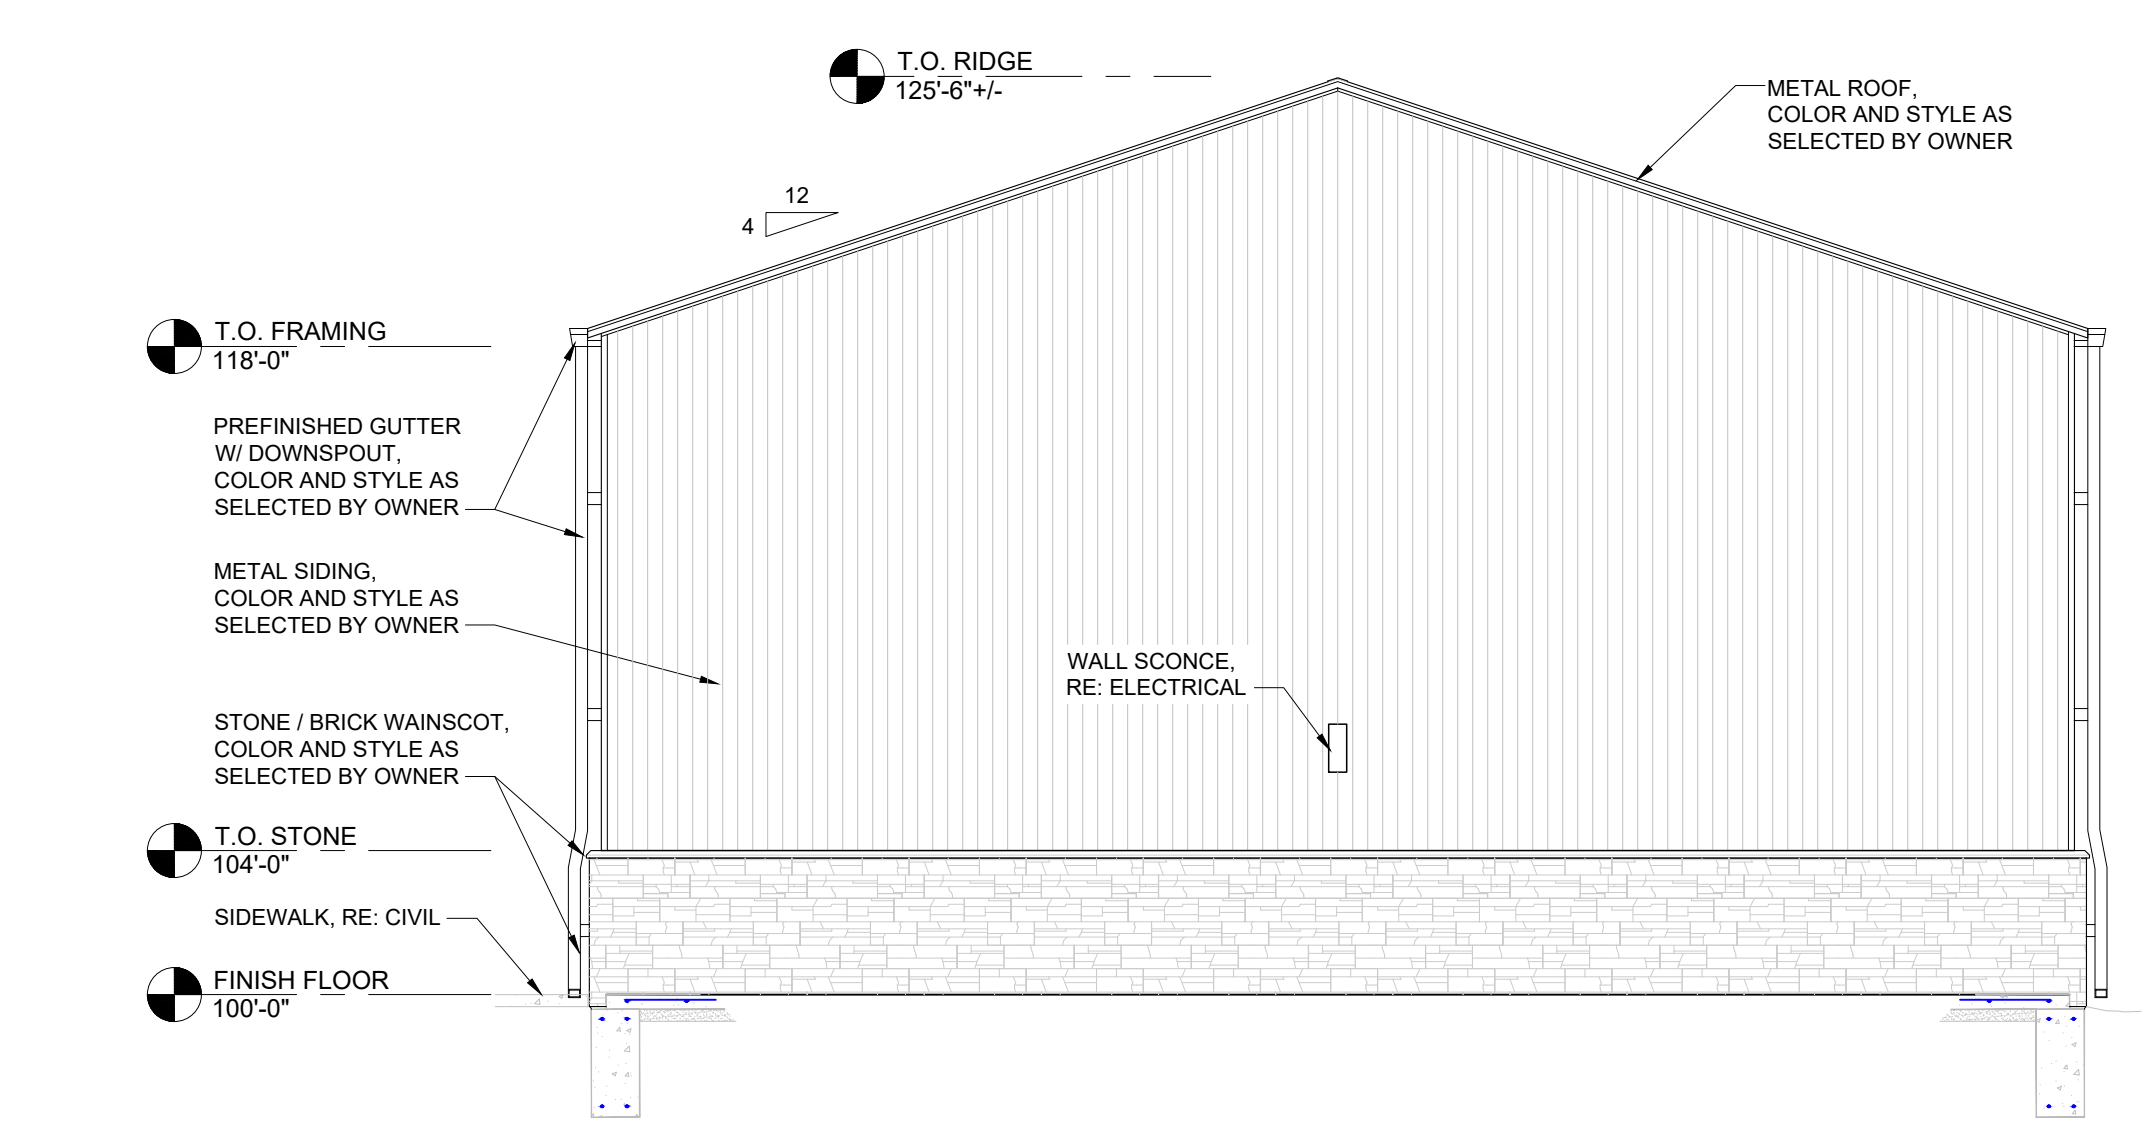 T.O. RIDGE
125'-6"+/-
METAL ROOF,
COLOR AND STYLE AS
SELECTED BY OWNER
12
4
T.O. FRAMING
118'-0"
PREFINISHED GUTTER
W/ DOWNSPOUT,
COLOR AND STYLE AS
SELECTED BY OWNER
METAL SIDING,
COLOR AND STYLE AS
SELECTED BY OWNER
WALL SCONCE,
RE: ELECTRICAL
STONE / BRICK WAINSCOT,
COLOR AND STYLE AS
SELECTED BY OWNER
T.O. STONE
104'-0"
SIDEWALK, RE: CIVIL
FINISH FLOOR
100'-0"